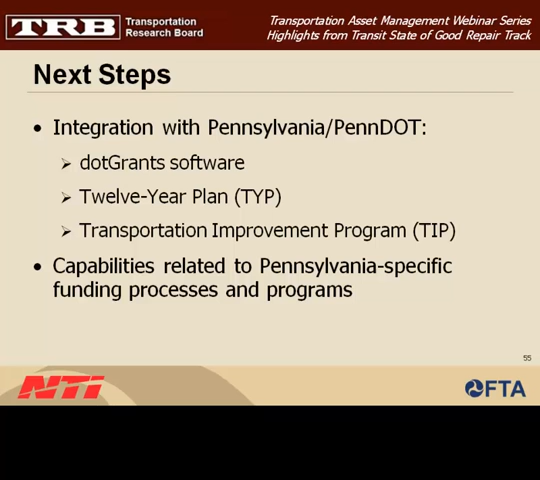 TRB
Transportation
Research Board
Transportation Asset Management Webinar Series
Highlights from Transit State of Good Repair Track
Next Steps
• Integration with Pennsylvania/PennDOT:
➢ dotGrants software
➢ Twelve-Year Plan (TYP)
➢ Transportation Improvement Program (TIP)
• Capabilities related to Pennsylvania-specific
funding processes and programs
55
NTI
FTA